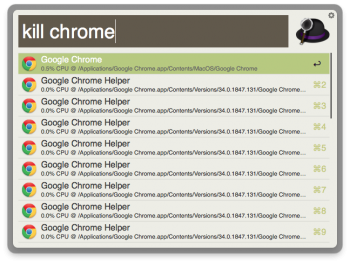 kill chrome
Google Chrome
0.5% CPU @ /Applications/Google Chrome.app/Contents/MacOS/Google Chrome
Google Chrome Helper
0.0% CPU @ /Applications/Google Chrome.app/Contents/Versions/34.0.1847.131/Google Chrome... ⌘2
Google Chrome Helper
0.0% CPU @ /Applications/Google Chrome.app/Contents/Versions/34.0.1847.131/Google Chrome... ⌘3
Google Chrome Helper
0.0% CPU @ /Applications/Google Chrome.app/Contents/Versions/34.0.1847.131/Google Chrome... ⌘4
Google Chrome Helper
0.0% CPU @ /Applications/Google Chrome.app/Contents/Versions/34.0.1847.131/Google Chrome... ⌘5
Google Chrome Helper
0.0% CPU @ /Applications/Google Chrome.app/Contents/Versions/34.0.1847.131/Google Chrome... ⌘6
Google Chrome Helper
0.0% CPU @ /Applications/Google Chrome.app/Contents/Versions/34.0.1847.131/Google Chrome... ⌘7
Google Chrome Helper
0.0% CPU @ /Applications/Google Chrome.app/Contents/Versions/34.0.1847.131/Google Chrome... ⌘8
Google Chrome Helper
0.0% CPU @ /Applications/Google Chrome.app/Contents/Versions/34.0.1847.131/Google Chrome... ⌘9